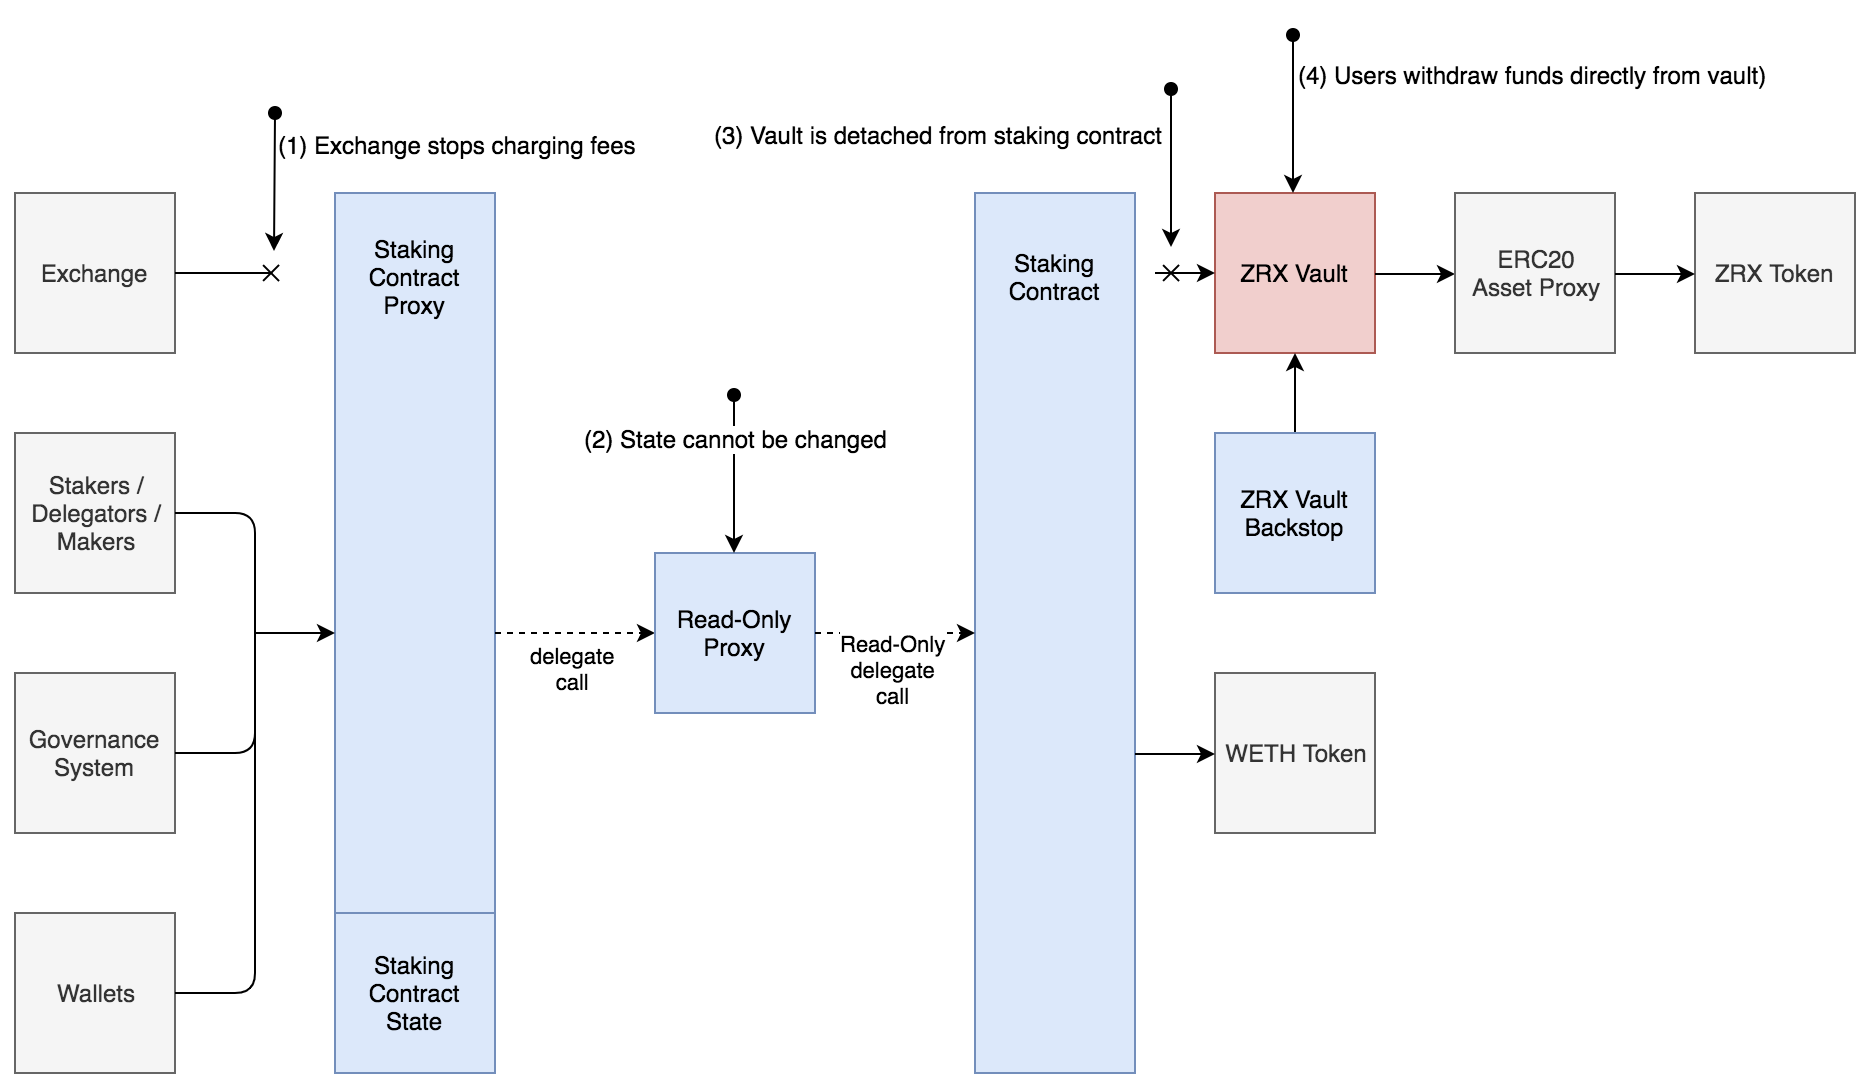 (4) Users withdraw funds directly from vault)
(3) Vault is detached from staking contract
(1) Exchange stops charging fees
Exchange
Staking
Contract
Proxy
Staking
Contract
ZRX Vault
ERC20
Asset Proxy
ZRX Token
(2) State cannot be changed
Stakers /
Delegators /
Makers
ZRX Vault
Backstop
Read-Only
Proxy
delegate
call
Read-Only
delegate
call
Governance
System
WETH Token
Wallets
Staking
Contract
State